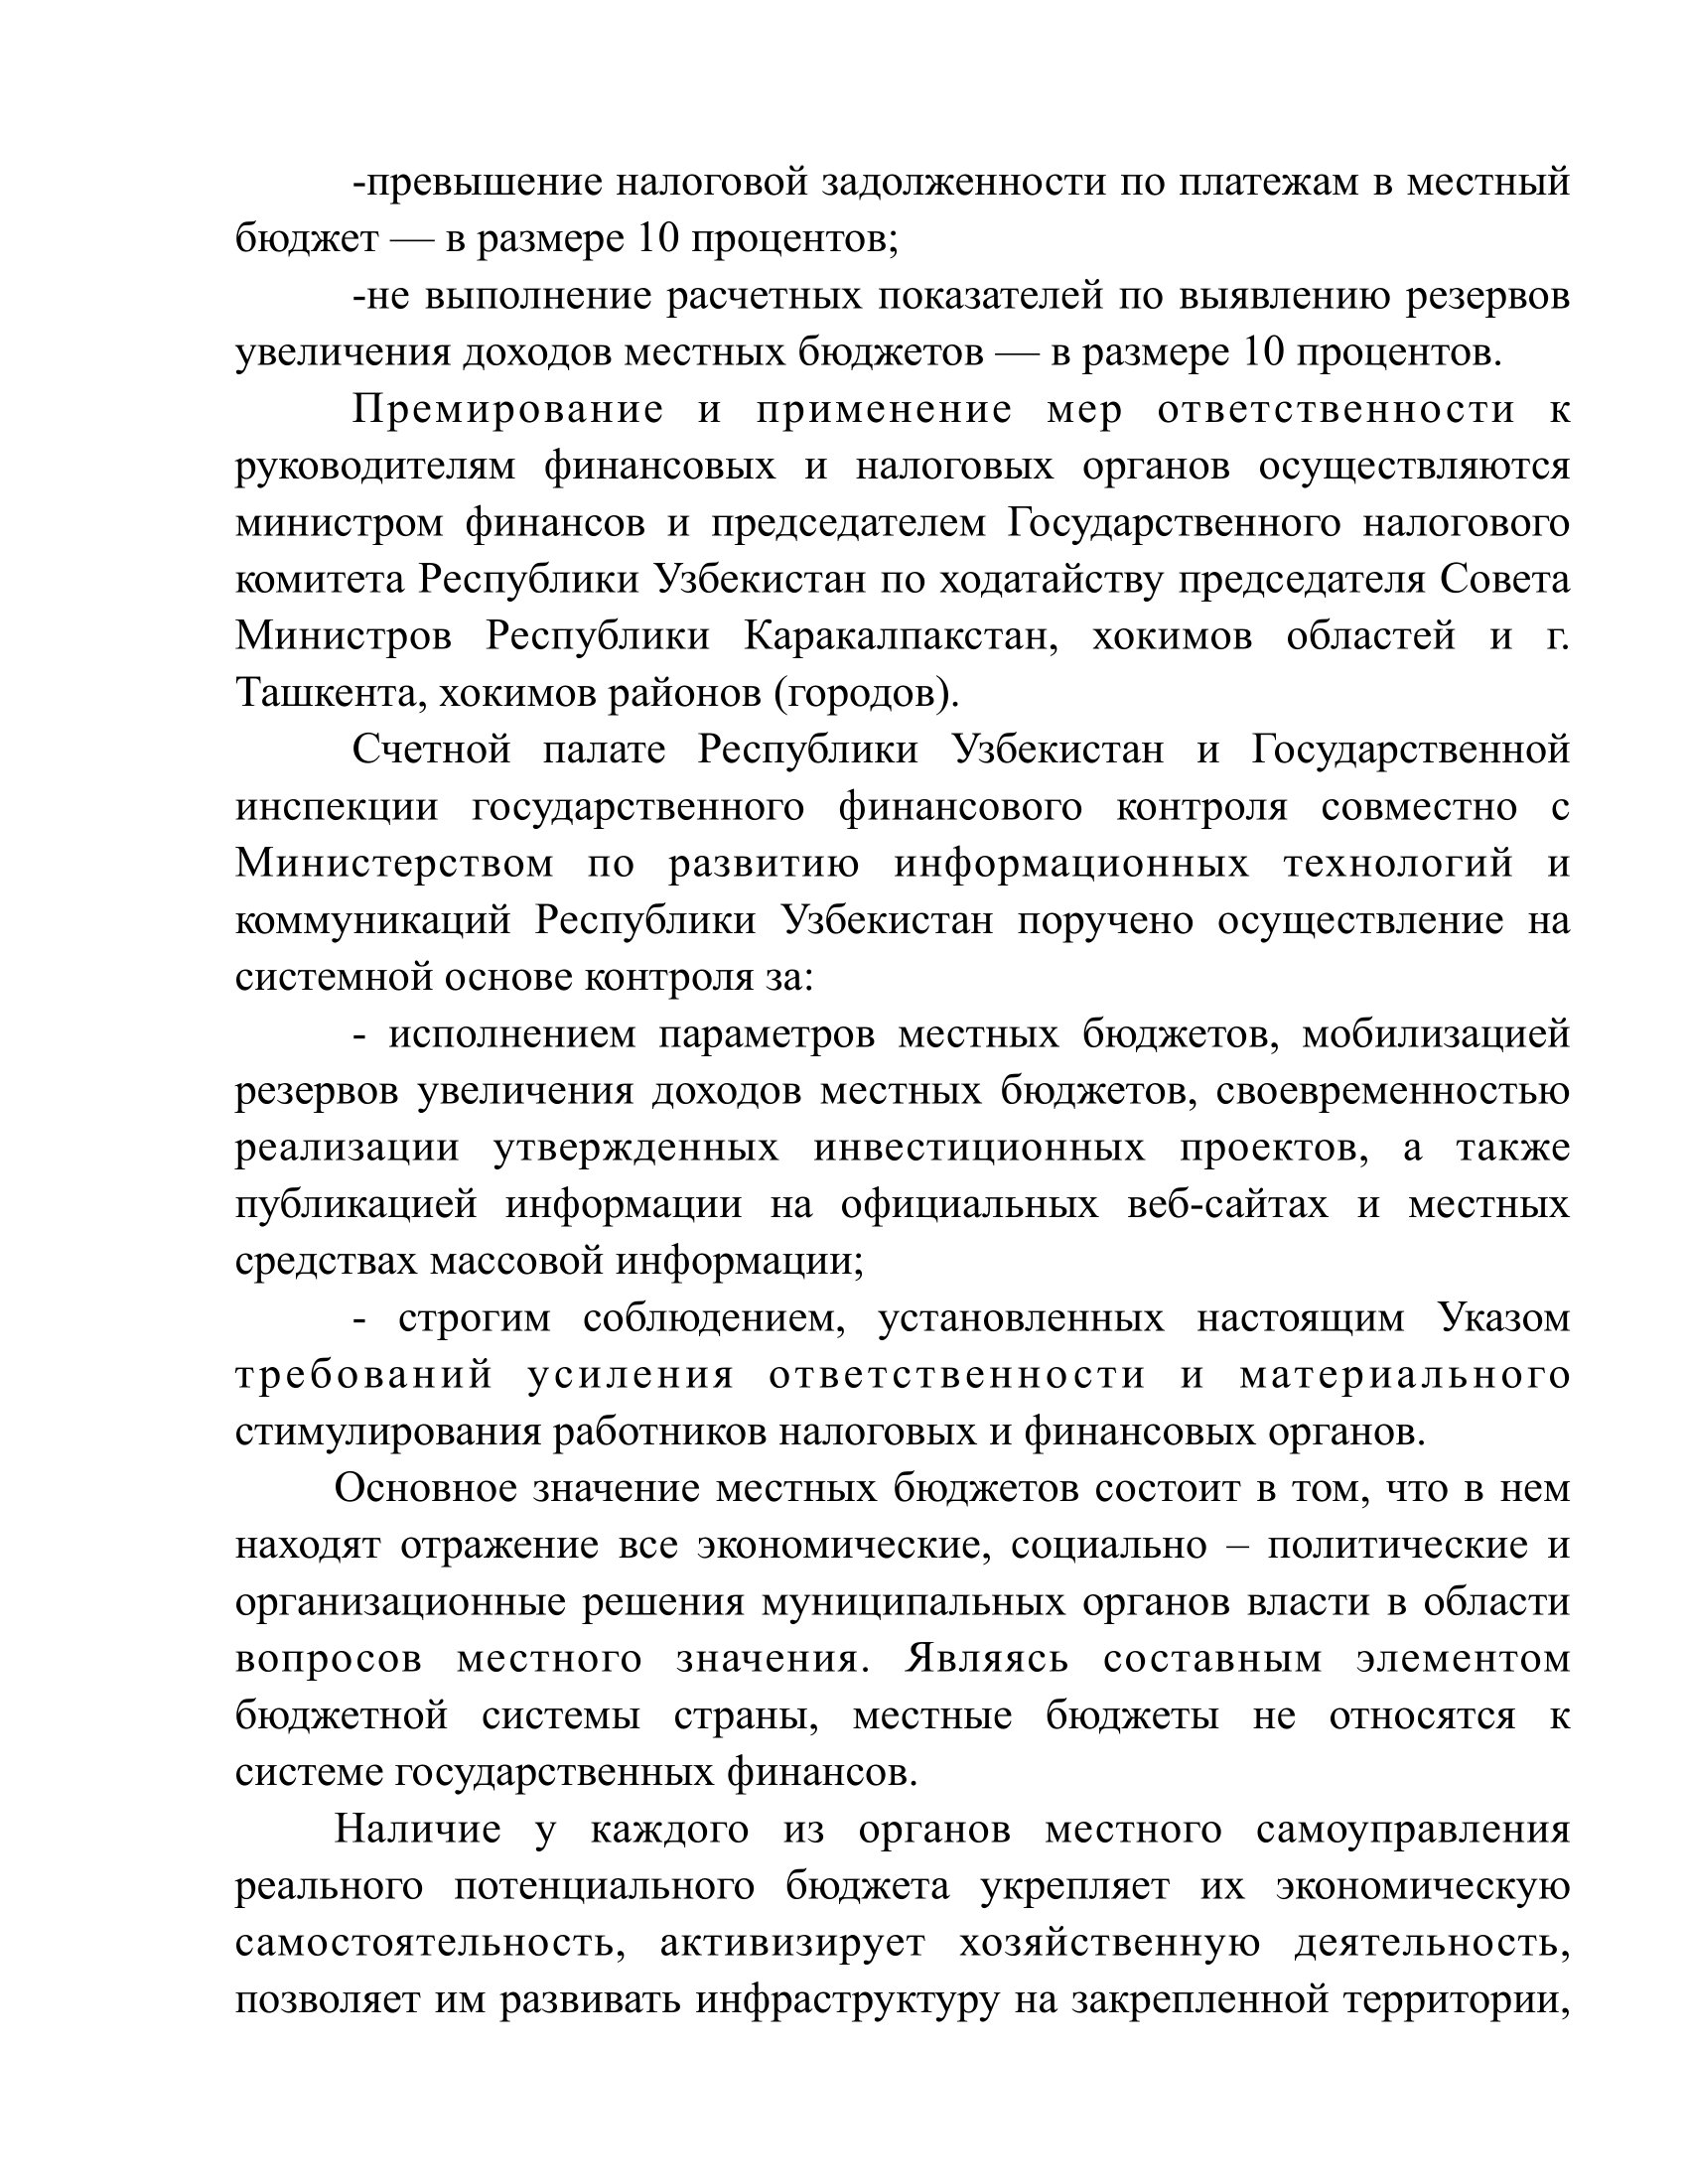 -превышение налоговой задолженности по платежам в местный
бюджет — в размере 10 процентов;
-не выполнение расчетных показателей по выявлению резервов
увеличения доходов местных бюджетов — в размере 10 процентов.
Премирование и применение мер ответственности к
руководителям финансовых и налоговых органов осуществляются
министром финансов и председателем Государственного налогового
комитета Республики Узбекистан по ходатайству председателя Совета
Министров Республики Каракалпакстан, хокимов областей и г.
Ташкента, хокимов районов (городов).
Счетной палате Республики Узбекистан и Государственной
инспекции государственного финансового контроля совместно с
Министерством по развитию информационных технологий и
коммуникаций Республики Узбекистан поручено осуществление на
системной основе контроля за:
- исполнением параметров местных бюджетов, мобилизацией
резервов увеличения доходов местных бюджетов, своевременностью
реализации утвержденных инвестиционных проектов, а также
публикацией информации на официальных веб-сайтах и местных
средствах массовой информации;
- строгим соблюдением, установленных настоящим Указом
требований усиления ответственности и материального
стимулирования работников налоговых и финансовых органов.
Основное значение местных бюджетов состоит в том, что в нем
находят отражение все экономические, социально – политические и
организационные решения муниципальных органов власти в области
вопросов местного значения. Являясь составным элементом
бюджетной системы страны, местные бюджеты не относятся к
системе государственных финансов.
Наличие у каждого из органов местного самоуправления
реального потенциального бюджета укрепляет их экономическую
самостоятельность, активизирует хозяйственную деятельность,
позволяет им развивать инфраструктуру на закрепленной территории,